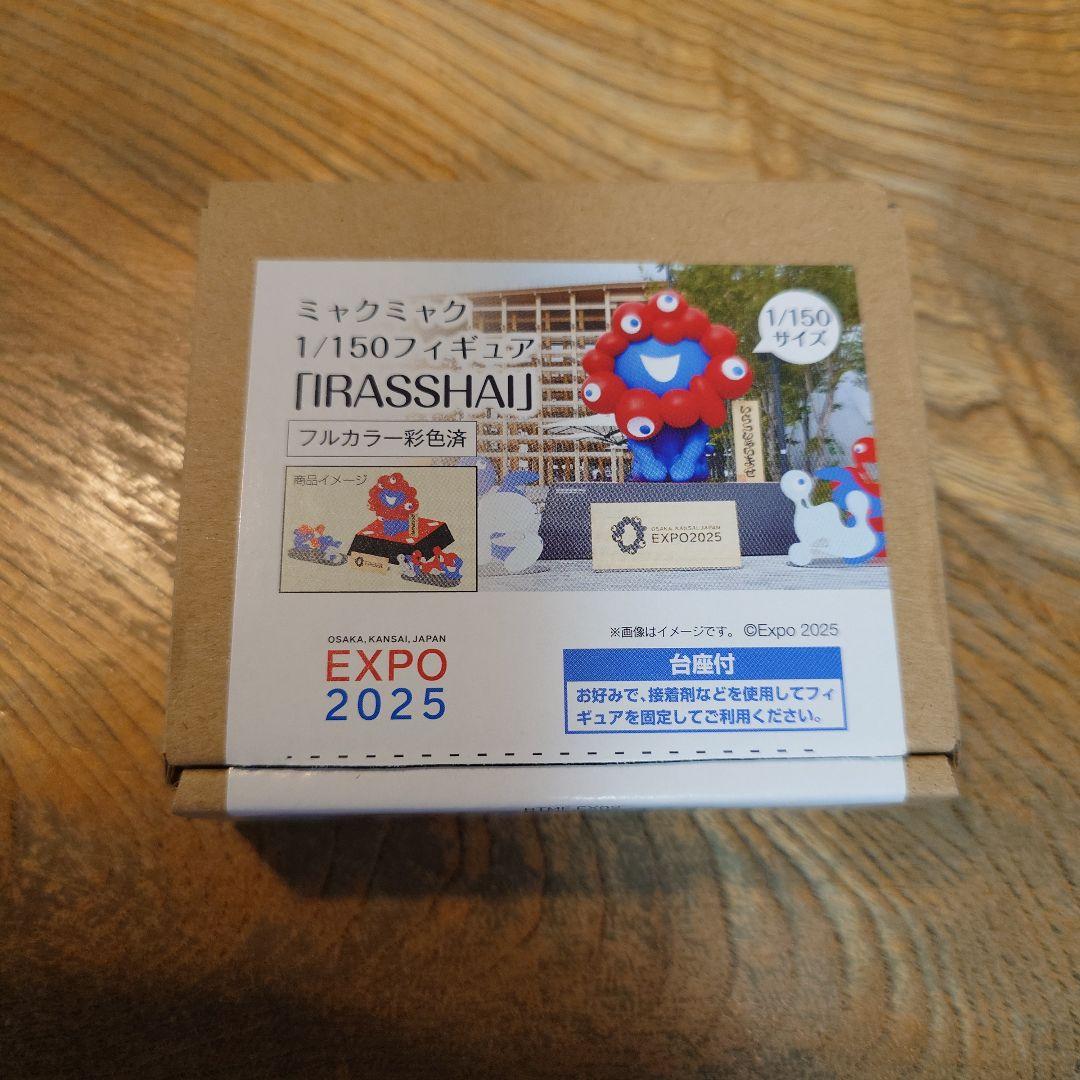 ミャクミャク
1/150フィギュア
「IRASSHAI」
フルカラー彩色済
商品イメージ
1/150
サイズ
いらっしゃいませ
OSAKA, KANSAI, JAPAN
EXPO2025
※画像はイメージです。 ©Expo 2025
OSAKA, KANSAI, JAPAN
EXPO
2025
台座付
お好みで、接着剤などを使用してフィ
ギュアを固定してご利用ください。